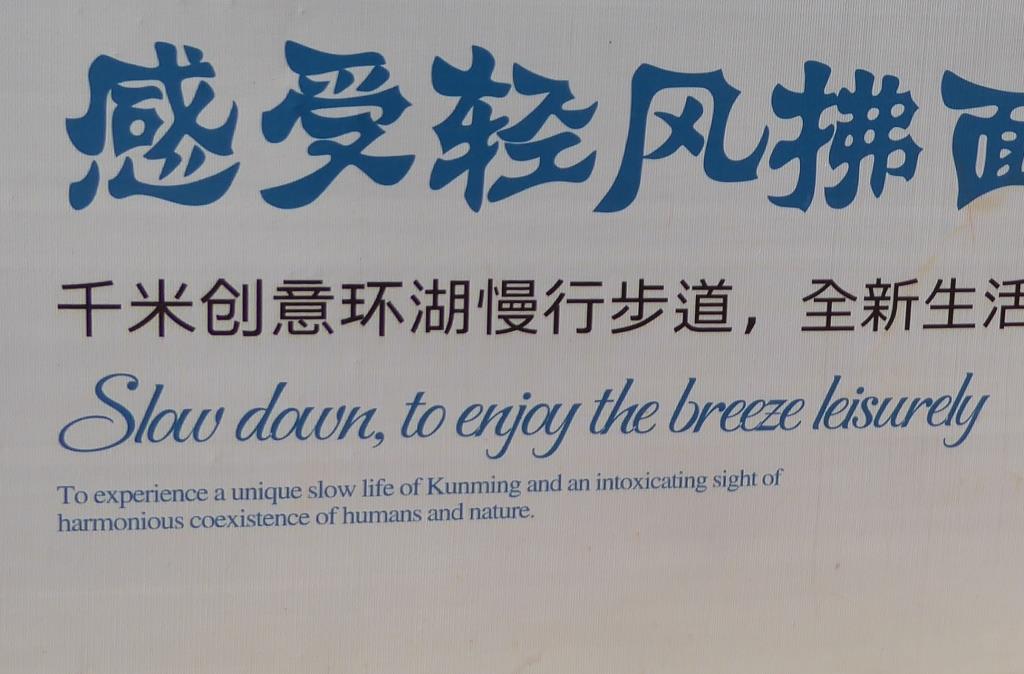 感受轻风拂面
千米创意环湖慢行步道，全新生活
Slow down, to enjoy the breeze leisurely
To experience a unique slow life of Kunming and an intoxicating sight of
harmonious coexistence of humans and nature.